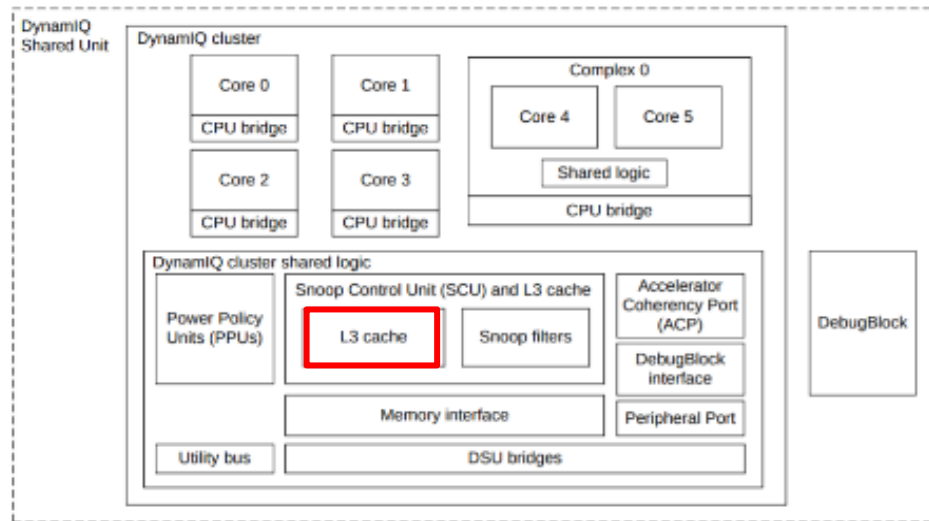 DynamIQ
Shared Unit
DynamIQ cluster
Core 0
CPU bridge
Core 1
CPU bridge
Complex 0
Core 4
Core 5
Shared logic
CPU bridge
Core 2
CPU bridge
Core 3
CPU bridge
DynamIQ cluster shared logic
Power Policy
Units (PPUs)
Snoop Control Unit (SCU) and L3 cache
L3 cache
Snoop filters
Accelerator
Coherency Port
(ACP)
DebugBlock
interface
Memory interface
Peripheral Port
Utility bus
DSU bridges
DebugBlock